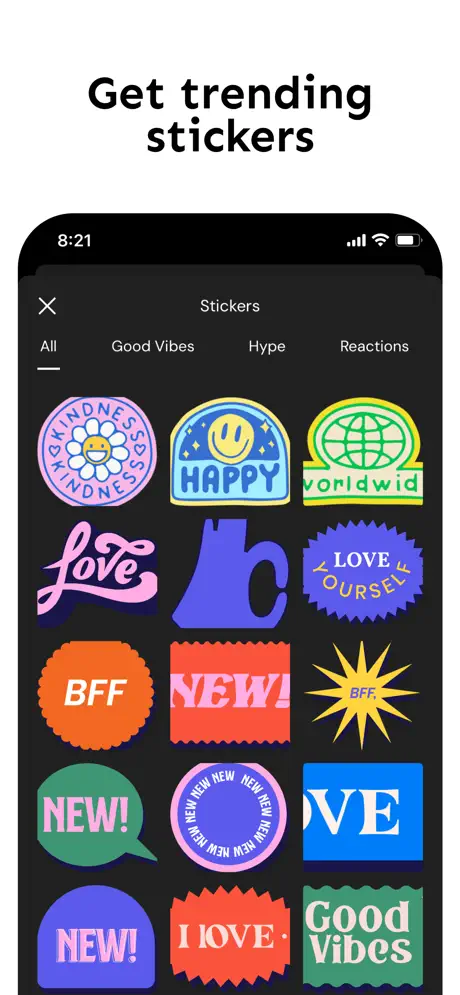 Get trending
stickers
8:21
Stickers
All
Good Vibes
Hype
Reactions
KINDNESS KINDNESS
HAPPY
worldwid
Love
LOVE
YOURSELF
BFF
NEW!
BFF,
NEW!
NEW NEW NEW NEW NEW NEW NEW NEW
OVE
NEW!
I lOVE ·
Good
Vibes